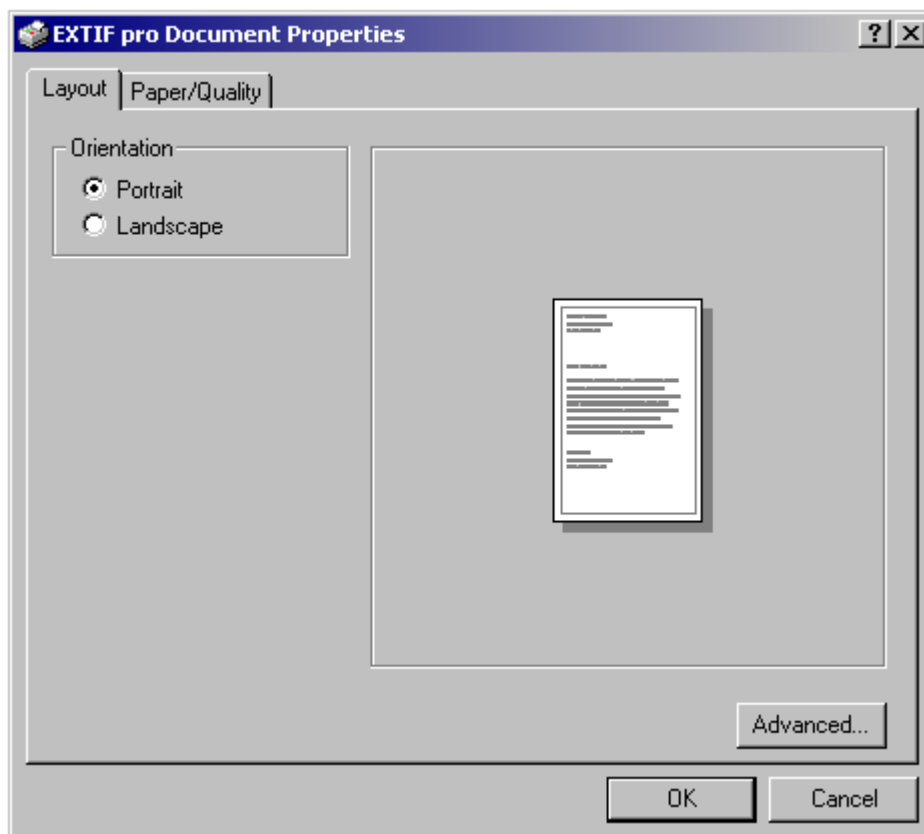 EXTIF pro Document Properties
Layout
Paper/Quality
Orientation
Portrait
Landscape
Advanced...
OK
Cancel